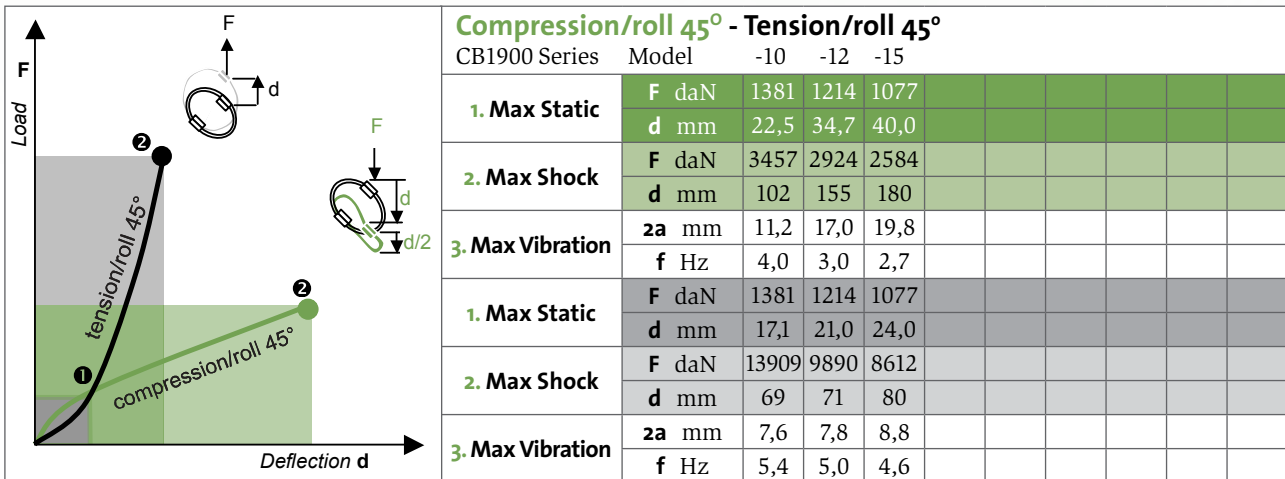 F
Load
F
d
❷
F
d
d/2
tension/roll 45°
❷
❶
compression/roll 45°
Deflection d
Compression/roll 45° - Tension/roll 45°
CB1900 Series Model -10 -12 -15
1. Max Static F daN 1381 1214 1077
d mm 22,5 34,7 40,0
2. Max Shock F daN 3457 2924 2584
d mm 102 155 180
3. Max Vibration 2a mm 11,2 17,0 19,8
f Hz 4,0 3,0 2,7
1. Max Static F daN 1381 1214 1077
d mm 17,1 21,0 24,0
2. Max Shock F daN 13909 9890 8612
d mm 69 71 80
3. Max Vibration 2a mm 7,6 7,8 8,8
f Hz 5,4 5,0 4,6